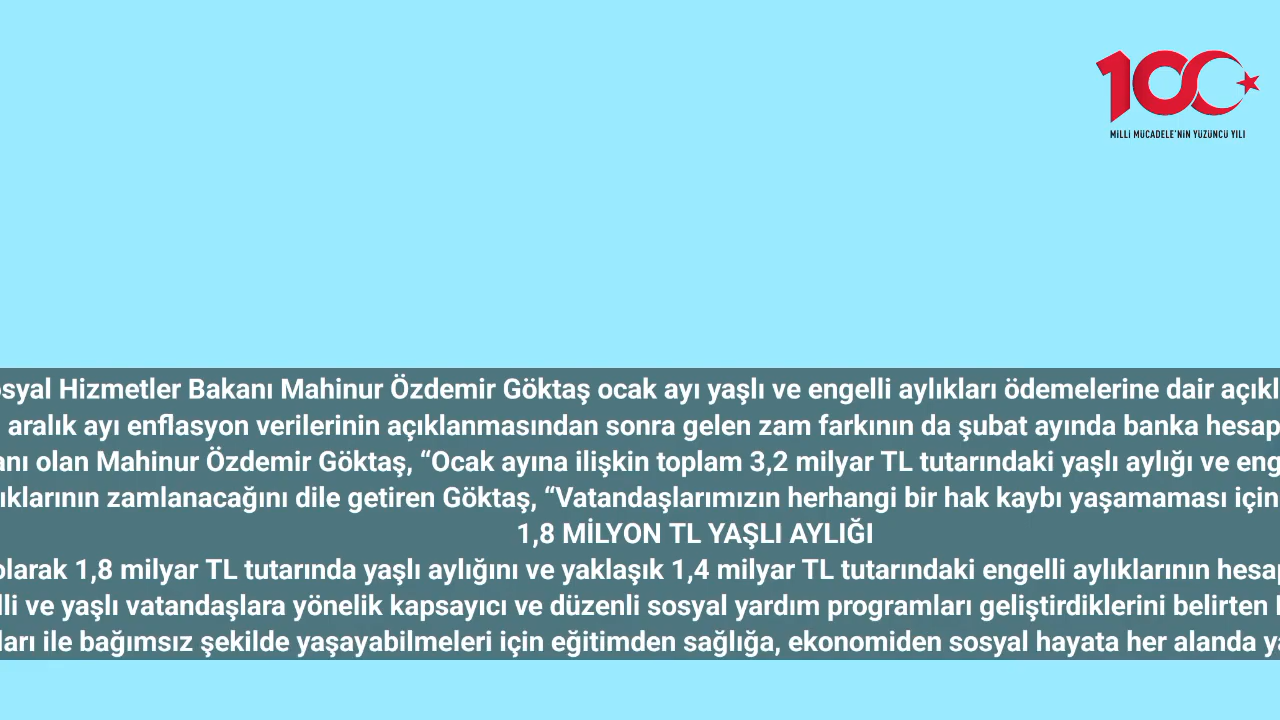 MİLLİ MÜCADELE'NİN YÜZÜNCÜ YILI
osyal Hizmetler Bakanı Mahinur Özdemir Göktaş ocak ayı yaşlı ve engelli aylıkları ödemelerine dair açıkl
aralık ayı enflasyon verilerinin açıklanmasından sonra gelen zam farkının da şubat ayında banka hesap
anı olan Mahinur Özdemir Göktaş, “Ocak ayına ilişkin toplam 3,2 milyar TL tutarındaki yaşlı aylığı ve eng
ıklarının zamlanacağını dile getiren Göktaş, “Vatandaşlarımızın herhangi bir hak kaybı yaşamaması için
1,8 MİLYON TL YAŞLI AYLIĞI
olarak 1,8 milyar TL tutarında yaşlı aylığını ve yaklaşık 1,4 milyar TL tutarındaki engelli aylıklarının hesap
lli ve yaşlı vatandaşlara yönelik kapsayıcı ve düzenli sosyal yardım programları geliştirdiklerini belirten
ları ile bağımsız şekilde yaşayabilmeleri için eğitimden sağlığa, ekonomiden sosyal hayata her alanda ya